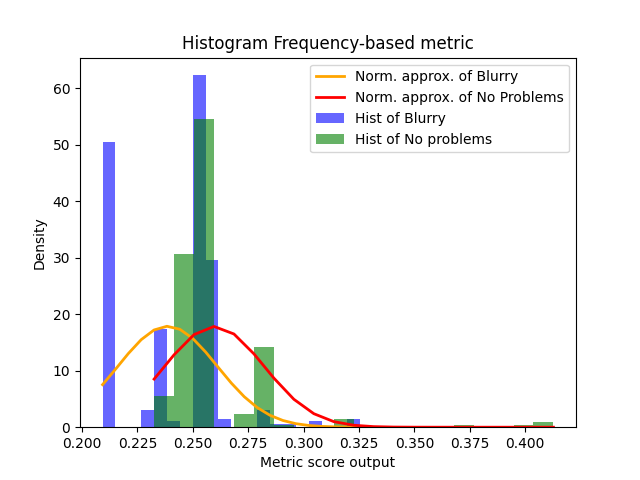 Histogram Frequency-based metric
Norm. approx. of Blurry
Norm. approx. of No Problems
Hist of Blurry
Hist of No problems
Density
60
50
40
30
20
10
0
0.200 0.225 0.250 0.275 0.300 0.325 0.350 0.375 0.400
Metric score output